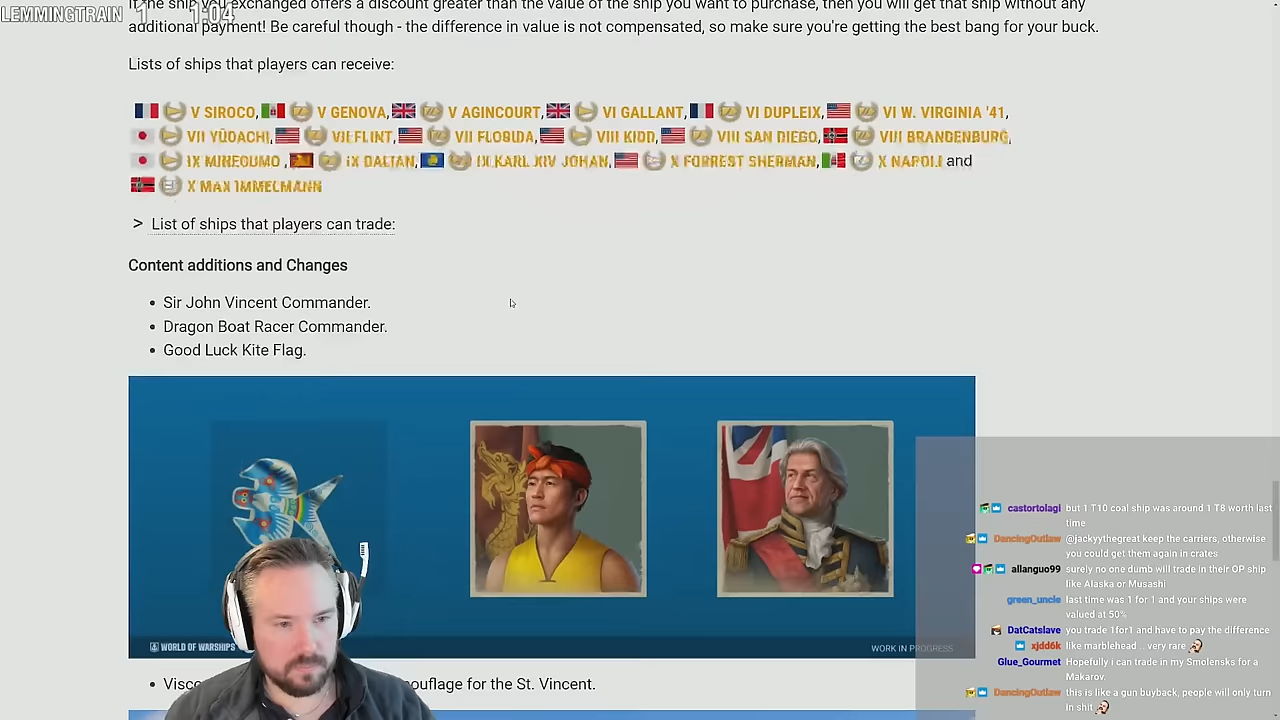 LEMMINGTRAIN 1 1:04
If the ship you exchanged offers a discount greater than the value of the ship you want to purchase, then you will get that ship without any
additional payment! Be careful though - the difference in value is not compensated, so make sure you're getting the best bang for your buck.
Lists of ships that players can receive:
V SIROCO, V GENOVA, V AGINCOURT, VI GALLANT, VI DUPLEIX, VI W. VIRGINIA '41,
VII YŪDACHI, VII FLINT, VII FLORIDA, VIII KIDD, VIII SAN DIEGO, VIII BRANDENBURG,
IX MINEGUMO , IX DALIAN, IX KARL XIV JOHAN, X FORREST SHERMAN, X NAPOLI and
X MAX IMMELMANN
> List of ships that players can trade:
Content additions and Changes
• Sir John Vincent Commander.
• Dragon Boat Racer Commander.
• Good Luck Kite Flag.
WORLD OF WARSHIPS
WORK IN PROGRESS
• Visco ouflage for the St. Vincent.
castortolagi but 1 T10 coal ship was around 1 T8 worth last
time
DancingOutlaw @jackyythegreat keep the carriers, otherwise
you could get them again in crates
allanguo99 surely no one dumb will trade in their OP ship
like Alaska or Musashi
green_uncle last time was 1 for 1 and your ships were
valued at 50%
DatCatslave you trade 1for1 and have to pay the difference
xjdd6k like marblehead .. very rare
Glue_Gourmet Hopefully i can trade in my Smolensks for a
Makarov.
DancingOutlaw this is like a gun buyback, people will only turn
in shit